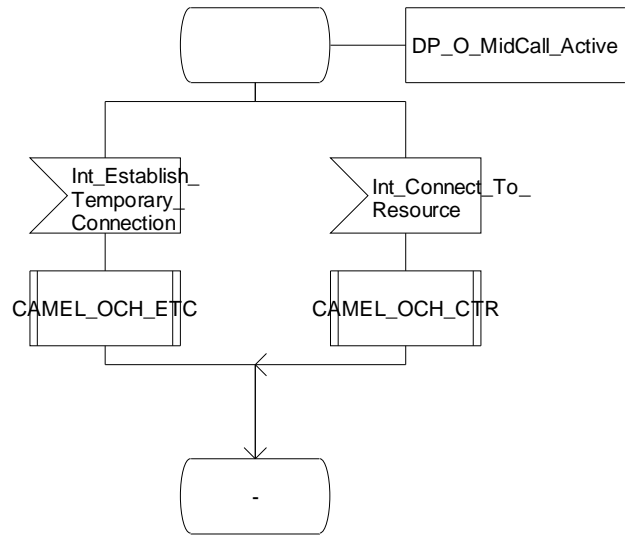 DP_O_MidCall_Active
Int_Establish_
Temporary_
Connection
Int_Connect_To_
Resource
CAMEL_OCH_ETC
CAMEL_OCH_CTR
-